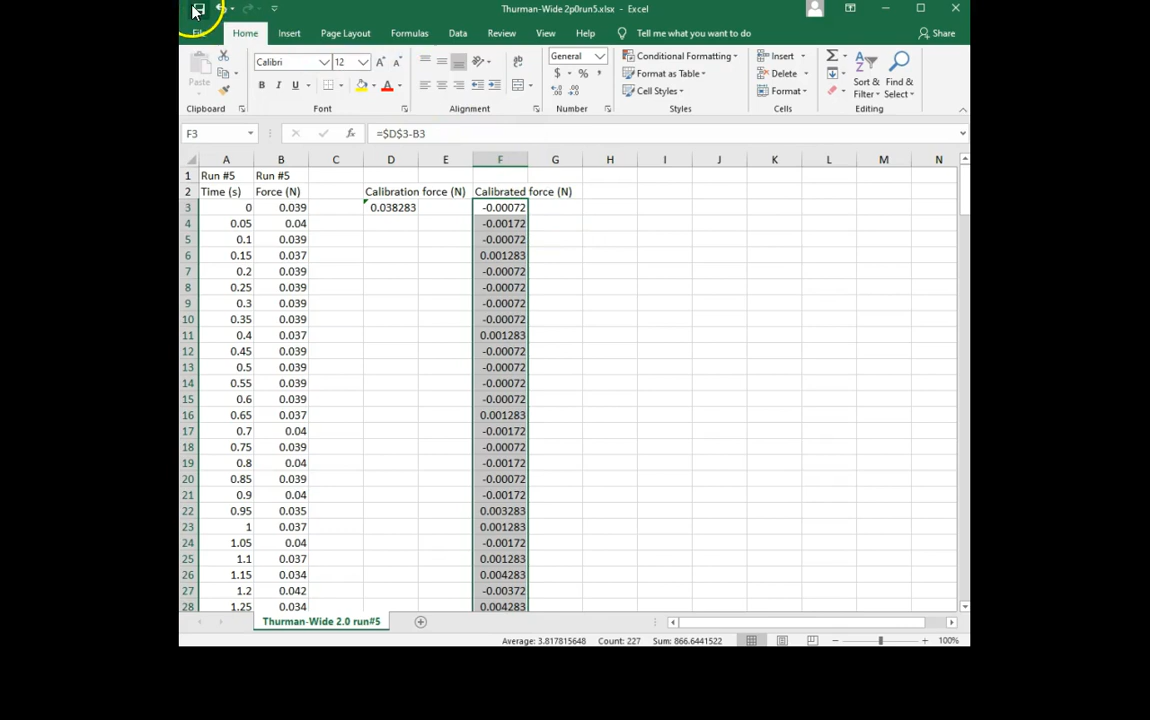 Thurman-Wide 2p0run5.xlsx - Excel
File Home Insert Page Layout Formulas Data Review View Help Tell me what you want to do Share
Paste Calibri 12 General Conditional Formatting Insert Sort & Find &
B I U $ % , Format as Table Delete
Cell Styles Format Filter Select
Clipboard Font Alignment Number Styles Cells Editing
F3 fx =$D$3-B3
A B C D E F G H I J K L M N
1 Run #5 Run #5
2 Time (s) Force (N) Calibration force (N) Calibrated force (N)
3 0 0.039 0.038283 -0.00072
4 0.05 0.04 -0.00172
5 0.1 0.039 -0.00072
6 0.15 0.037 0.001283
7 0.2 0.039 -0.00072
8 0.25 0.039 -0.00072
9 0.3 0.039 -0.00072
10 0.35 0.039 -0.00072
11 0.4 0.037 0.001283
12 0.45 0.039 -0.00072
13 0.5 0.039 -0.00072
14 0.55 0.039 -0.00072
15 0.6 0.039 -0.00072
16 0.65 0.037 0.001283
17 0.7 0.04 -0.00172
18 0.75 0.039 -0.00072
19 0.8 0.04 -0.00172
20 0.85 0.039 -0.00072
21 0.9 0.04 -0.00172
22 0.95 0.035 0.003283
23 1 0.037 0.001283
24 1.05 0.04 -0.00172
25 1.1 0.037 0.001283
26 1.15 0.034 0.004283
27 1.2 0.042 -0.00372
28 1.25 0.034 0.004283
Thurman-Wide 2.0 run#5
Average: 3.817815648 Count: 227 Sum: 866.6441522 100%